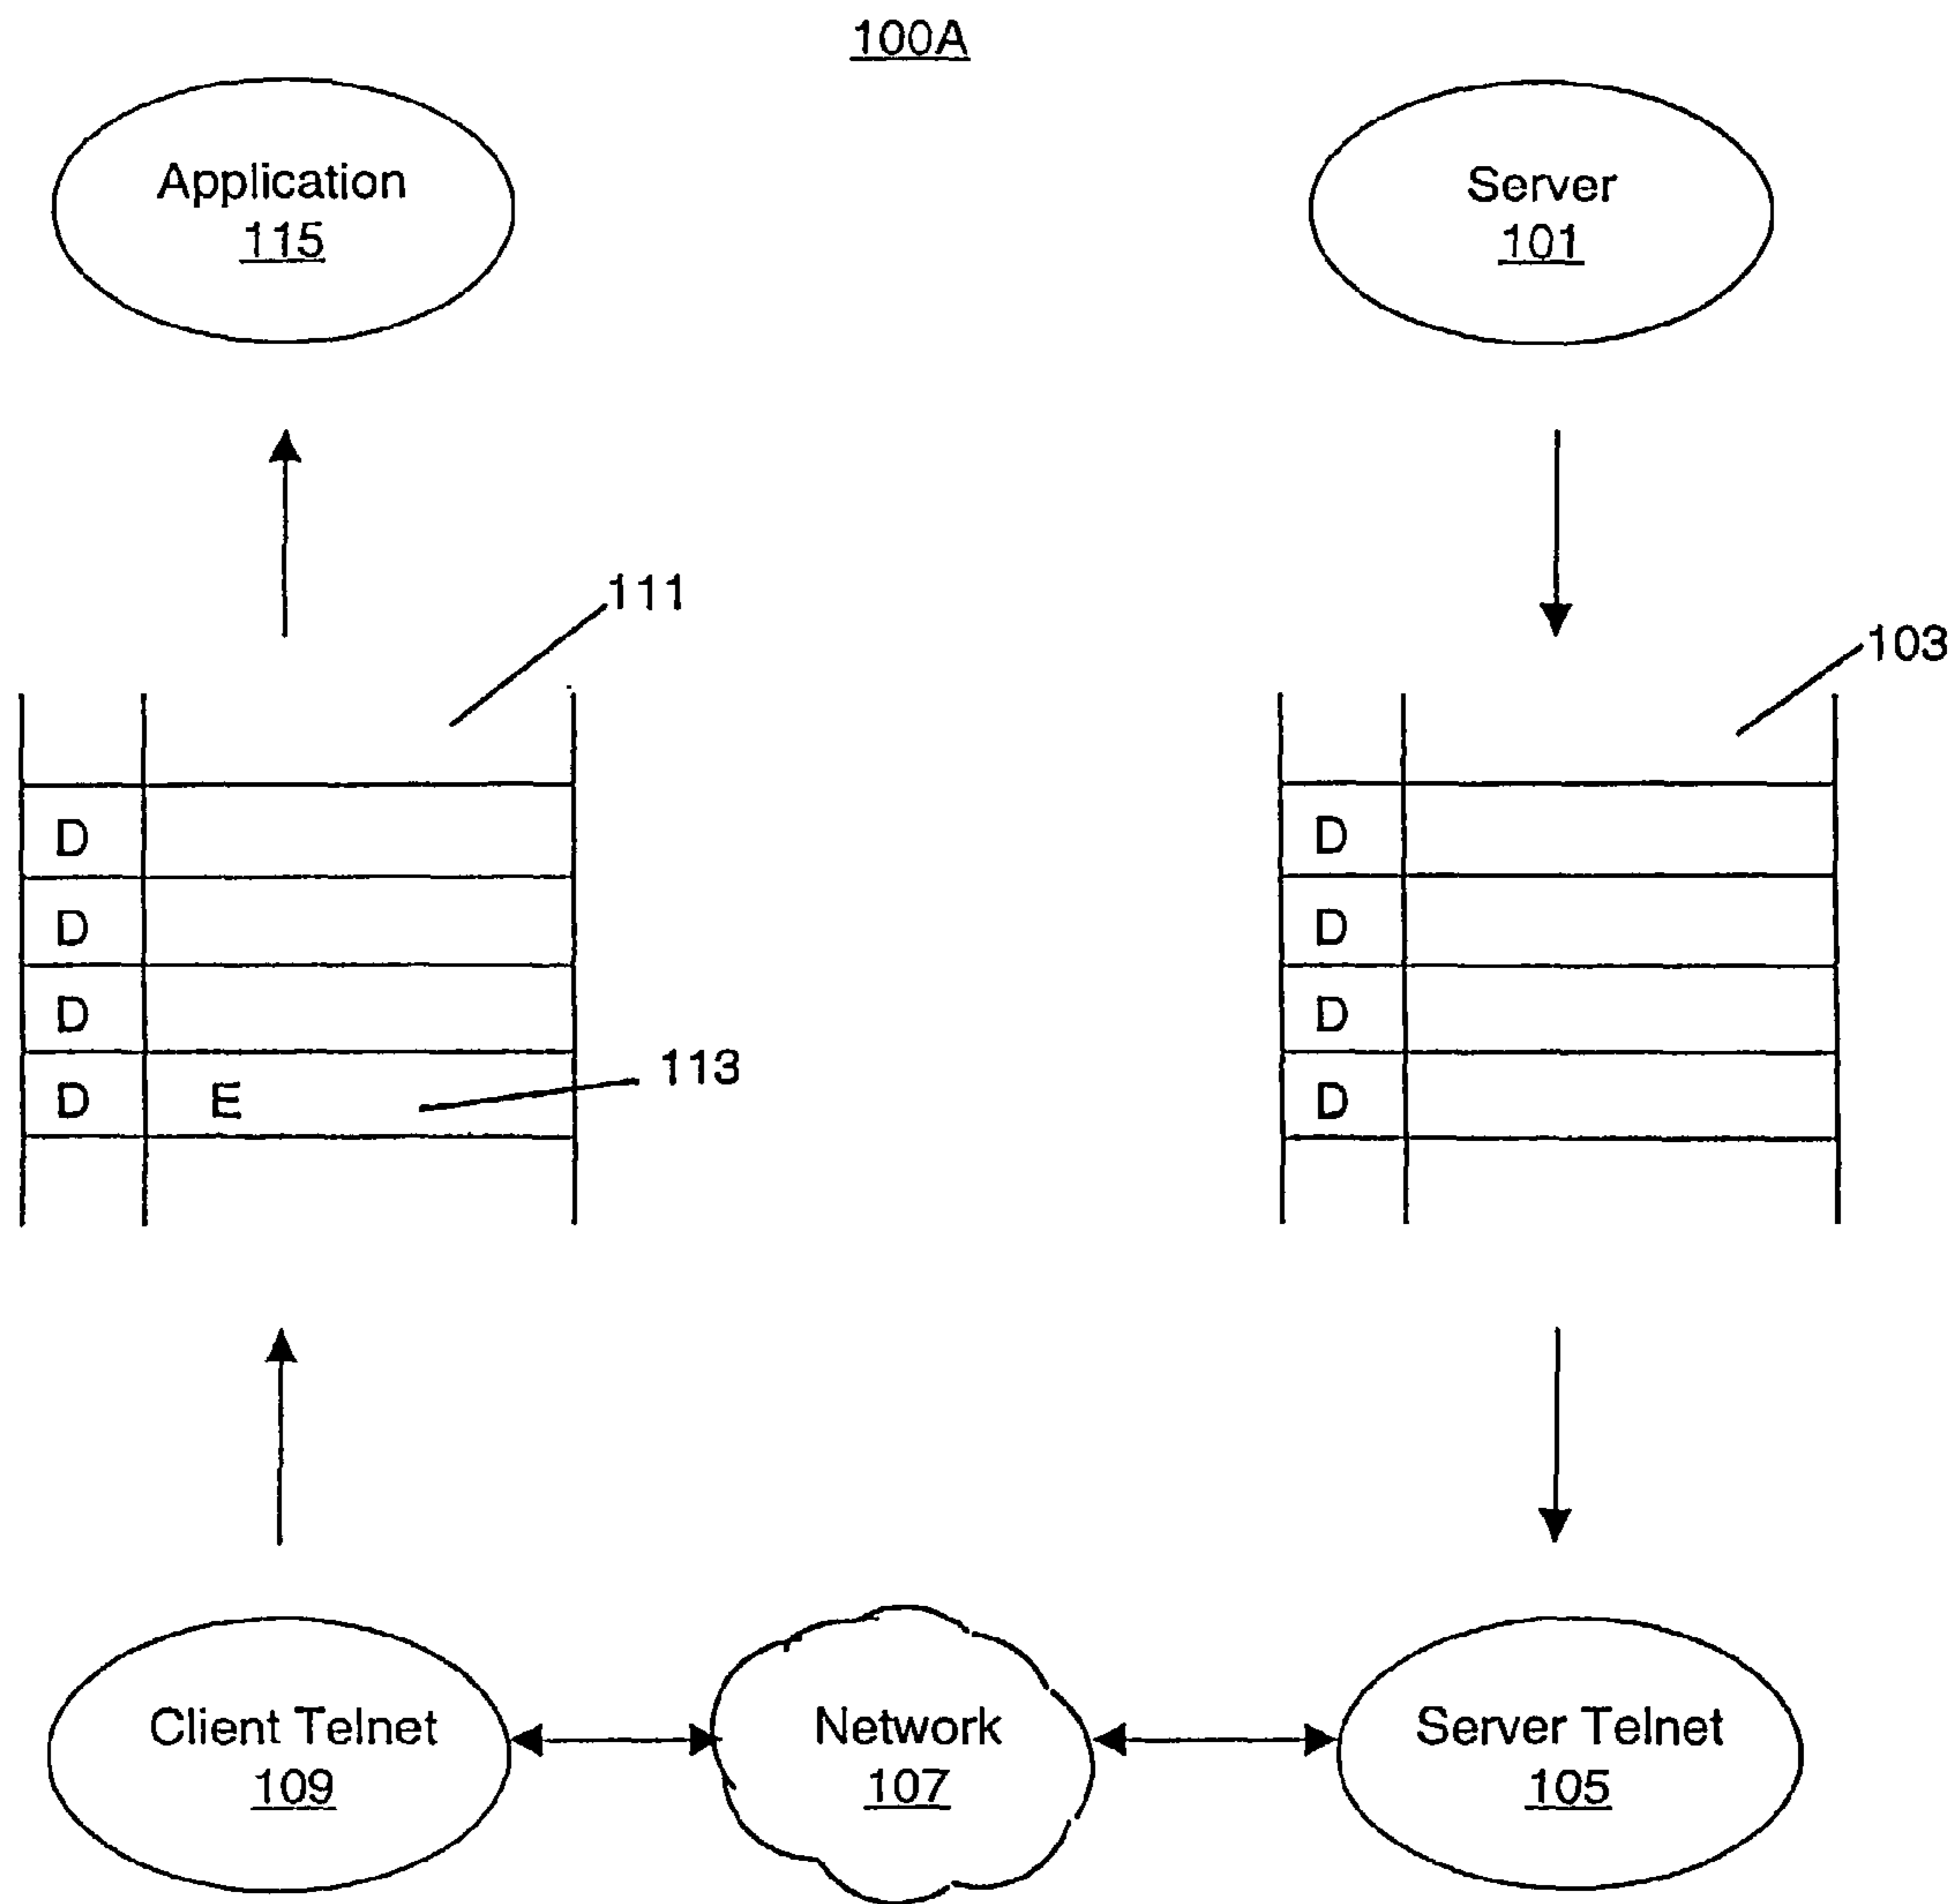 100A
Application
115
Server
101
111
103
D
D
D
D E
113
D
D
D
D
Client Telnet
109
Network
107
Server Telnet
105